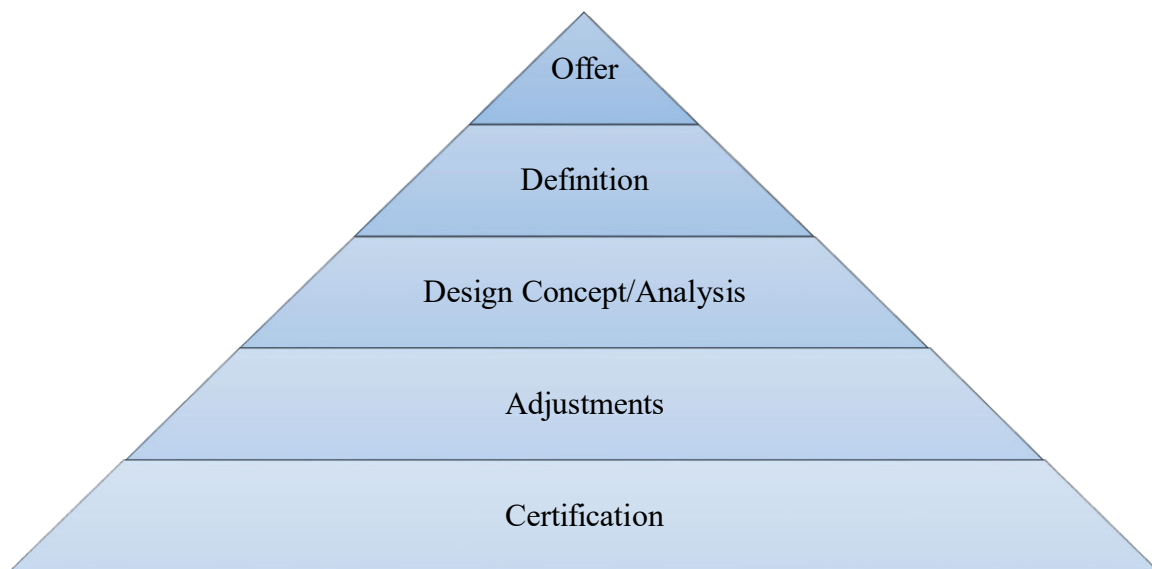 Offer
Definition
Design Concept/Analysis
Adjustments
Certification